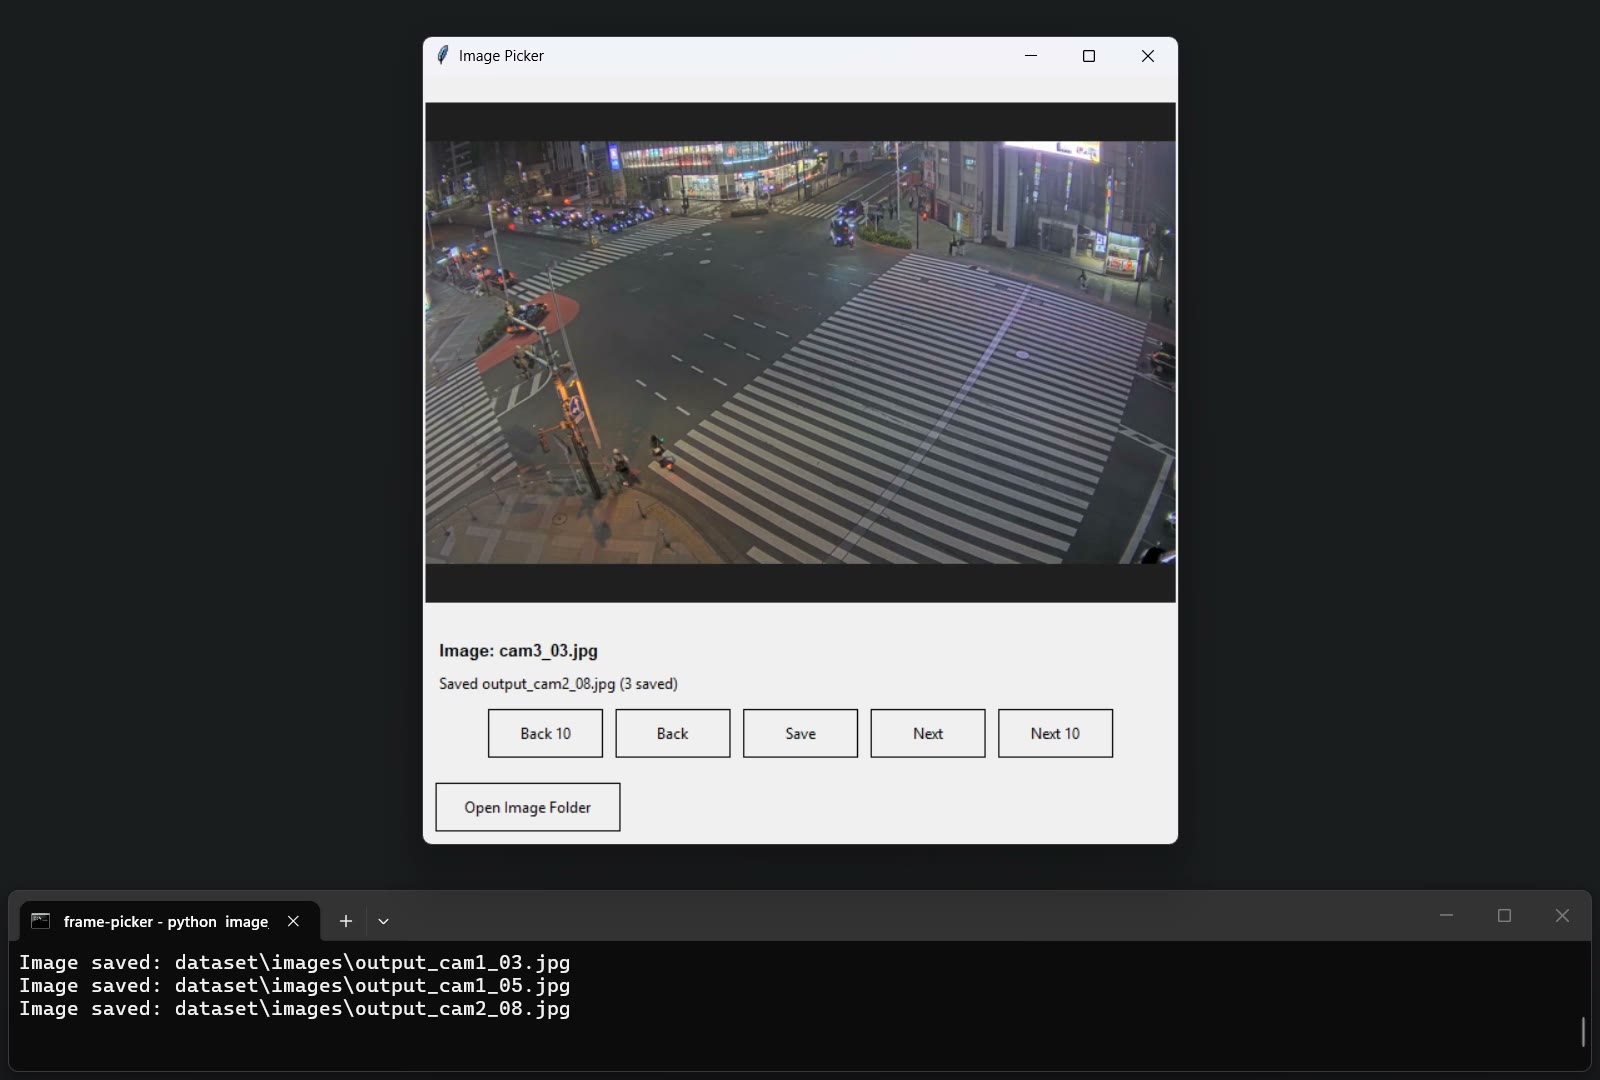 Image Picker
Image: cam3_03.jpg
Saved output_cam2_08.jpg (3 saved)
Back 10
Back
Save
Next
Next 10
Open Image Folder
frame-picker - python image
Image saved: dataset\images\output_cam1_03.jpg
Image saved: dataset\images\output_cam1_05.jpg
Image saved: dataset\images\output_cam2_08.jpg